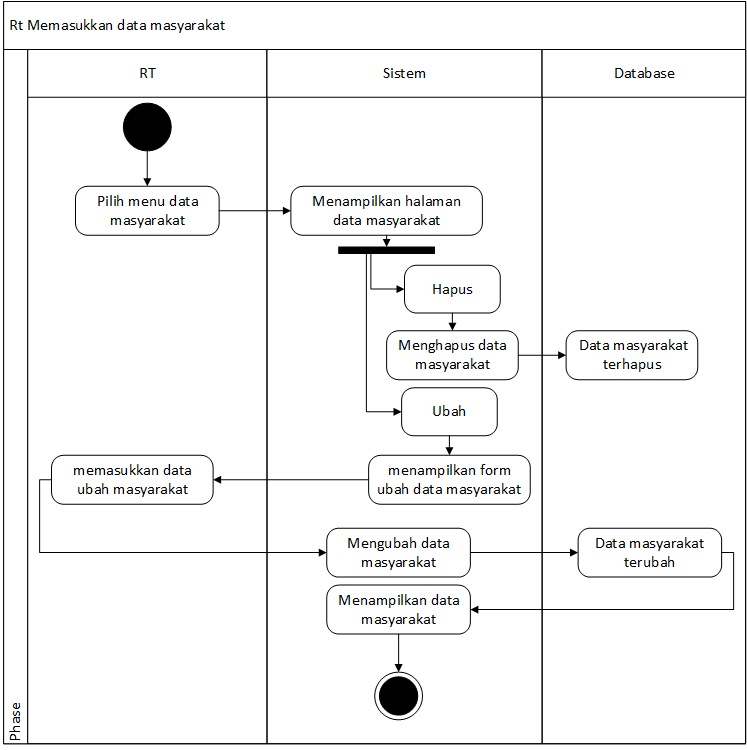 Rt Memasukkan data masyarakat
RT
Sistem
Database
Pilih menu data
masyarakat
Menampilkan halaman
data masyarakat
Hapus
Menghapus data
masyarakat
Data masyarakat
terhapus
Ubah
menampilkan form
ubah data masyarakat
memasukkan data
ubah masyarakat
Mengubah data
masyarakat
Data masyarakat
terubah
Menampilkan data
masyarakat
Phase